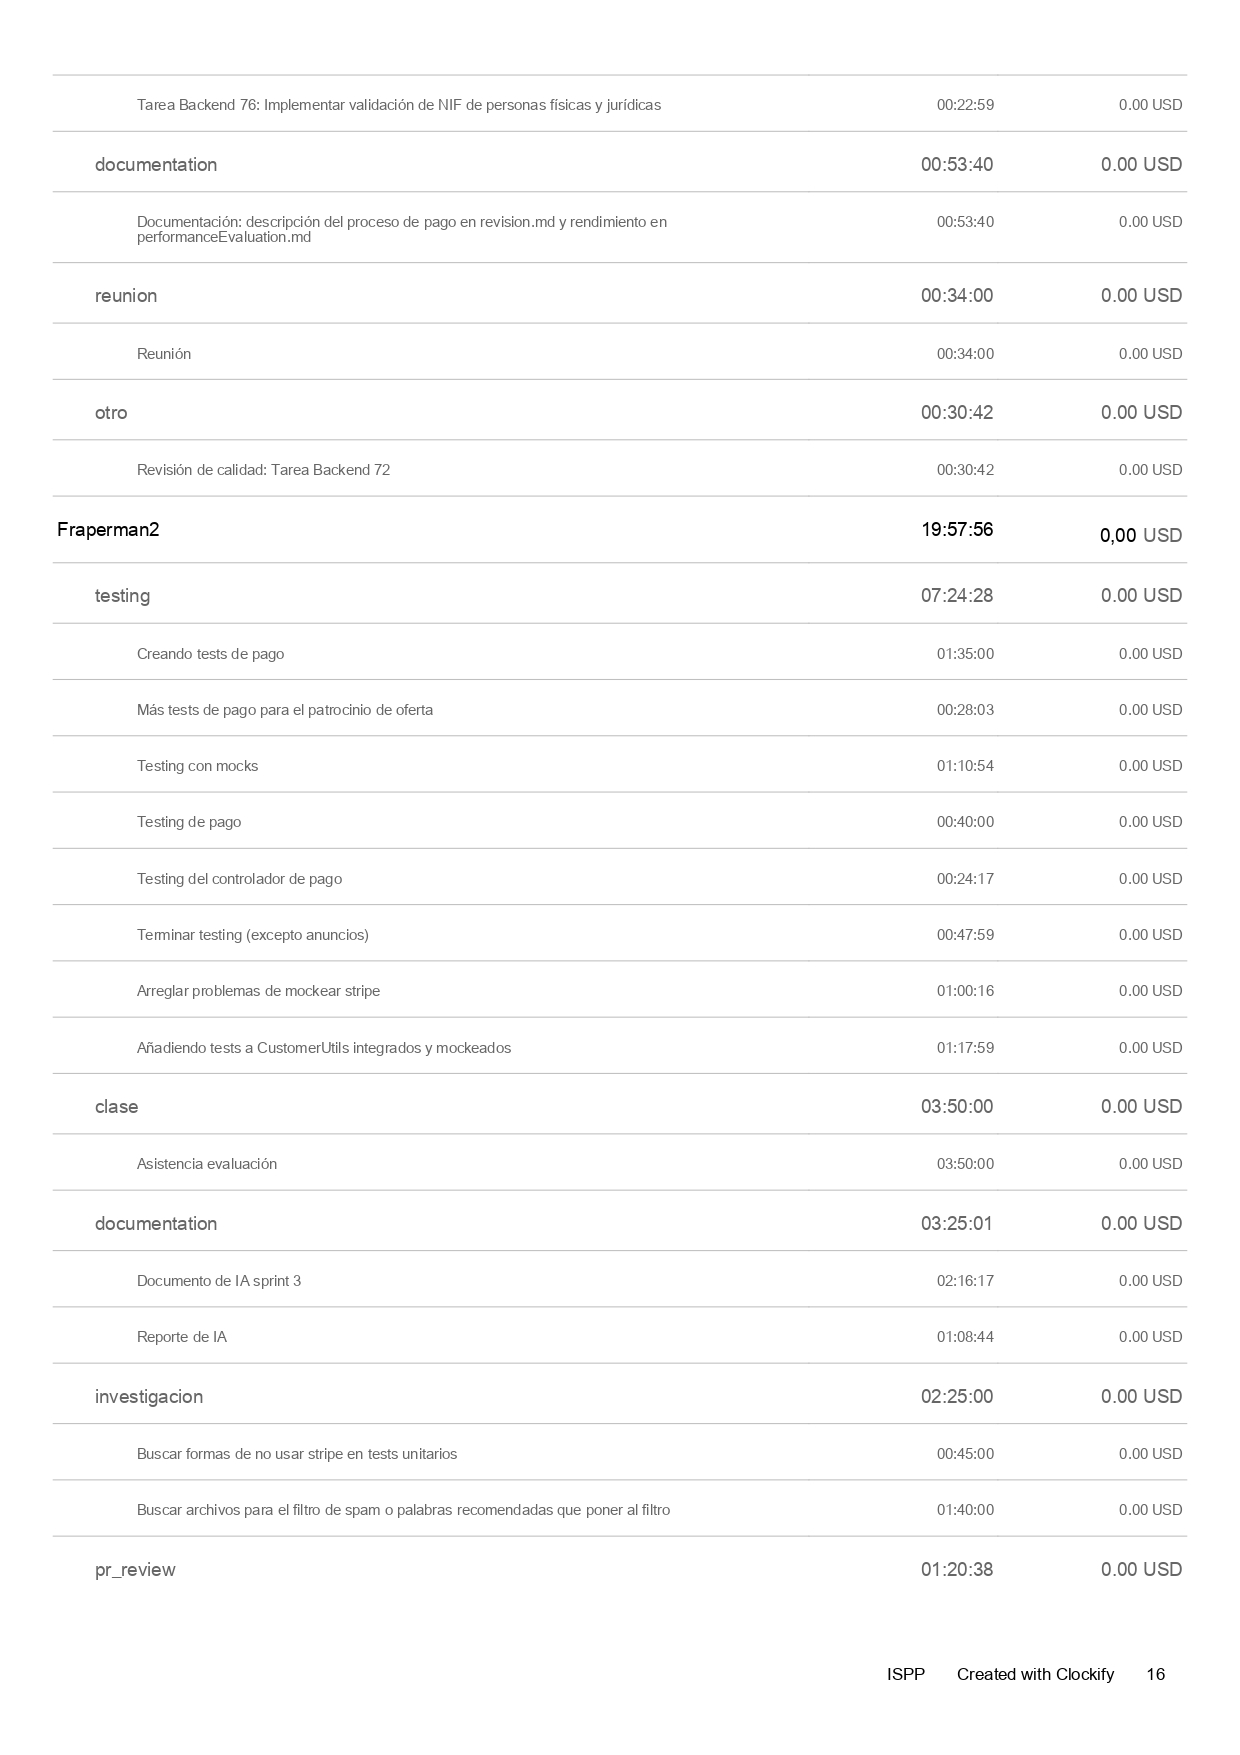 Tarea Backend 76: Implementar validación de NIF de personas físicas y jurídicas 00:22:59 0.00 USD
documentation 00:53:40 0.00 USD
Documentación: descripción del proceso de pago en revision.md y rendimiento en 00:53:40 0.00 USD
performanceEvaluation.md
reunion 00:34:00 0.00 USD
Reunión 00:34:00 0.00 USD
otro 00:30:42 0.00 USD
Revisión de calidad: Tarea Backend 72 00:30:42 0.00 USD
Fraperman2 19:57:56 0,00 USD
testing 07:24:28 0.00 USD
Creando tests de pago 01:35:00 0.00 USD
Más tests de pago para el patrocinio de oferta 00:28:03 0.00 USD
Testing con mocks 01:10:54 0.00 USD
Testing de pago 00:40:00 0.00 USD
Testing del controlador de pago 00:24:17 0.00 USD
Terminar testing (excepto anuncios) 00:47:59 0.00 USD
Arreglar problemas de mockear stripe 01:00:16 0.00 USD
Añadiendo tests a CustomerUtils integrados y mockeados 01:17:59 0.00 USD
clase 03:50:00 0.00 USD
Asistencia evaluación 03:50:00 0.00 USD
documentation 03:25:01 0.00 USD
Documento de IA sprint 3 02:16:17 0.00 USD
Reporte de IA 01:08:44 0.00 USD
investigacion 02:25:00 0.00 USD
Buscar formas de no usar stripe en tests unitarios 00:45:00 0.00 USD
Buscar archivos para el filtro de spam o palabras recomendadas que poner al filtro 01:40:00 0.00 USD
pr_review 01:20:38 0.00 USD
ISPP Created with Clockify 16